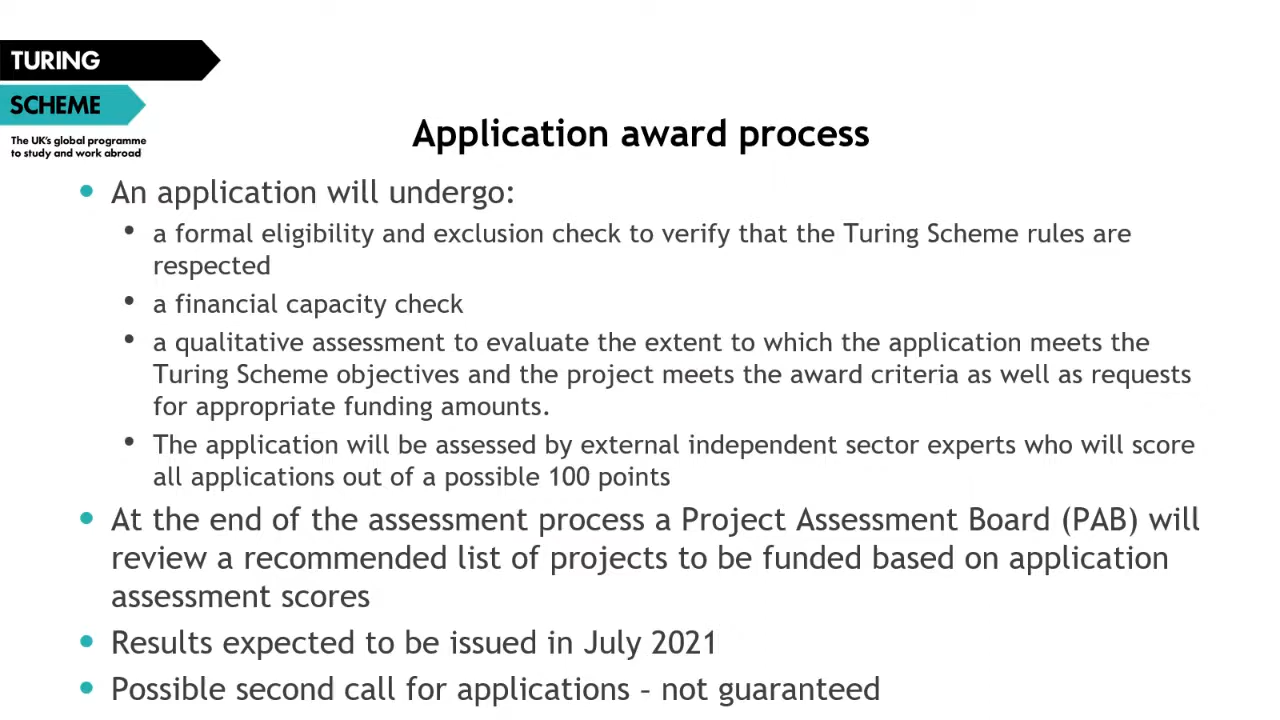 TURING
SCHEME
The UK's global programme
to study and work abroad
Application award process
• An application will undergo:
• a formal eligibility and exclusion check to verify that the Turing Scheme rules are
respected
• a financial capacity check
• a qualitative assessment to evaluate the extent to which the application meets the
Turing Scheme objectives and the project meets the award criteria as well as requests
for appropriate funding amounts.
• The application will be assessed by external independent sector experts who will score
all applications out of a possible 100 points
• At the end of the assessment process a Project Assessment Board (PAB) will
review a recommended list of projects to be funded based on application
assessment scores
• Results expected to be issued in July 2021
• Possible second call for applications – not guaranteed